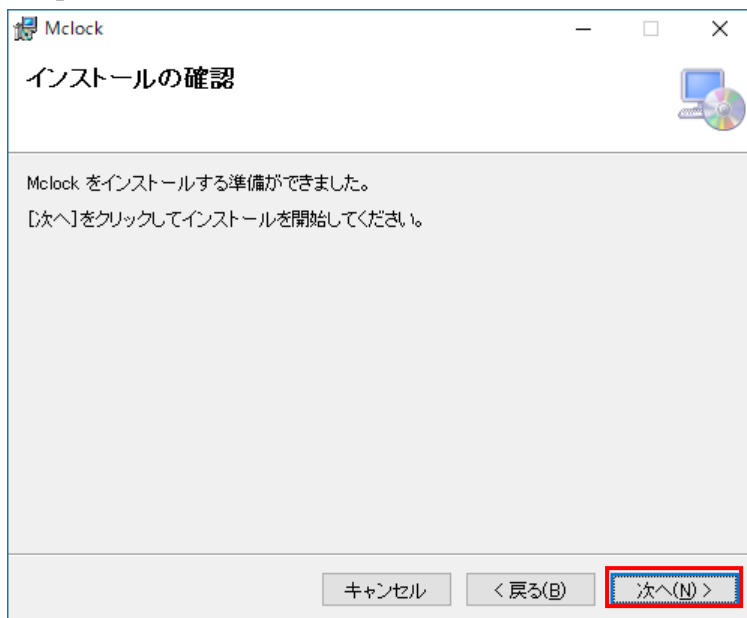 Mclock
インストールの確認
Mclock をインストールする準備ができました。
[次へ]をクリックしてインストールを開始してください。
キャンセル
< 戻る(B)
次へ(N) >